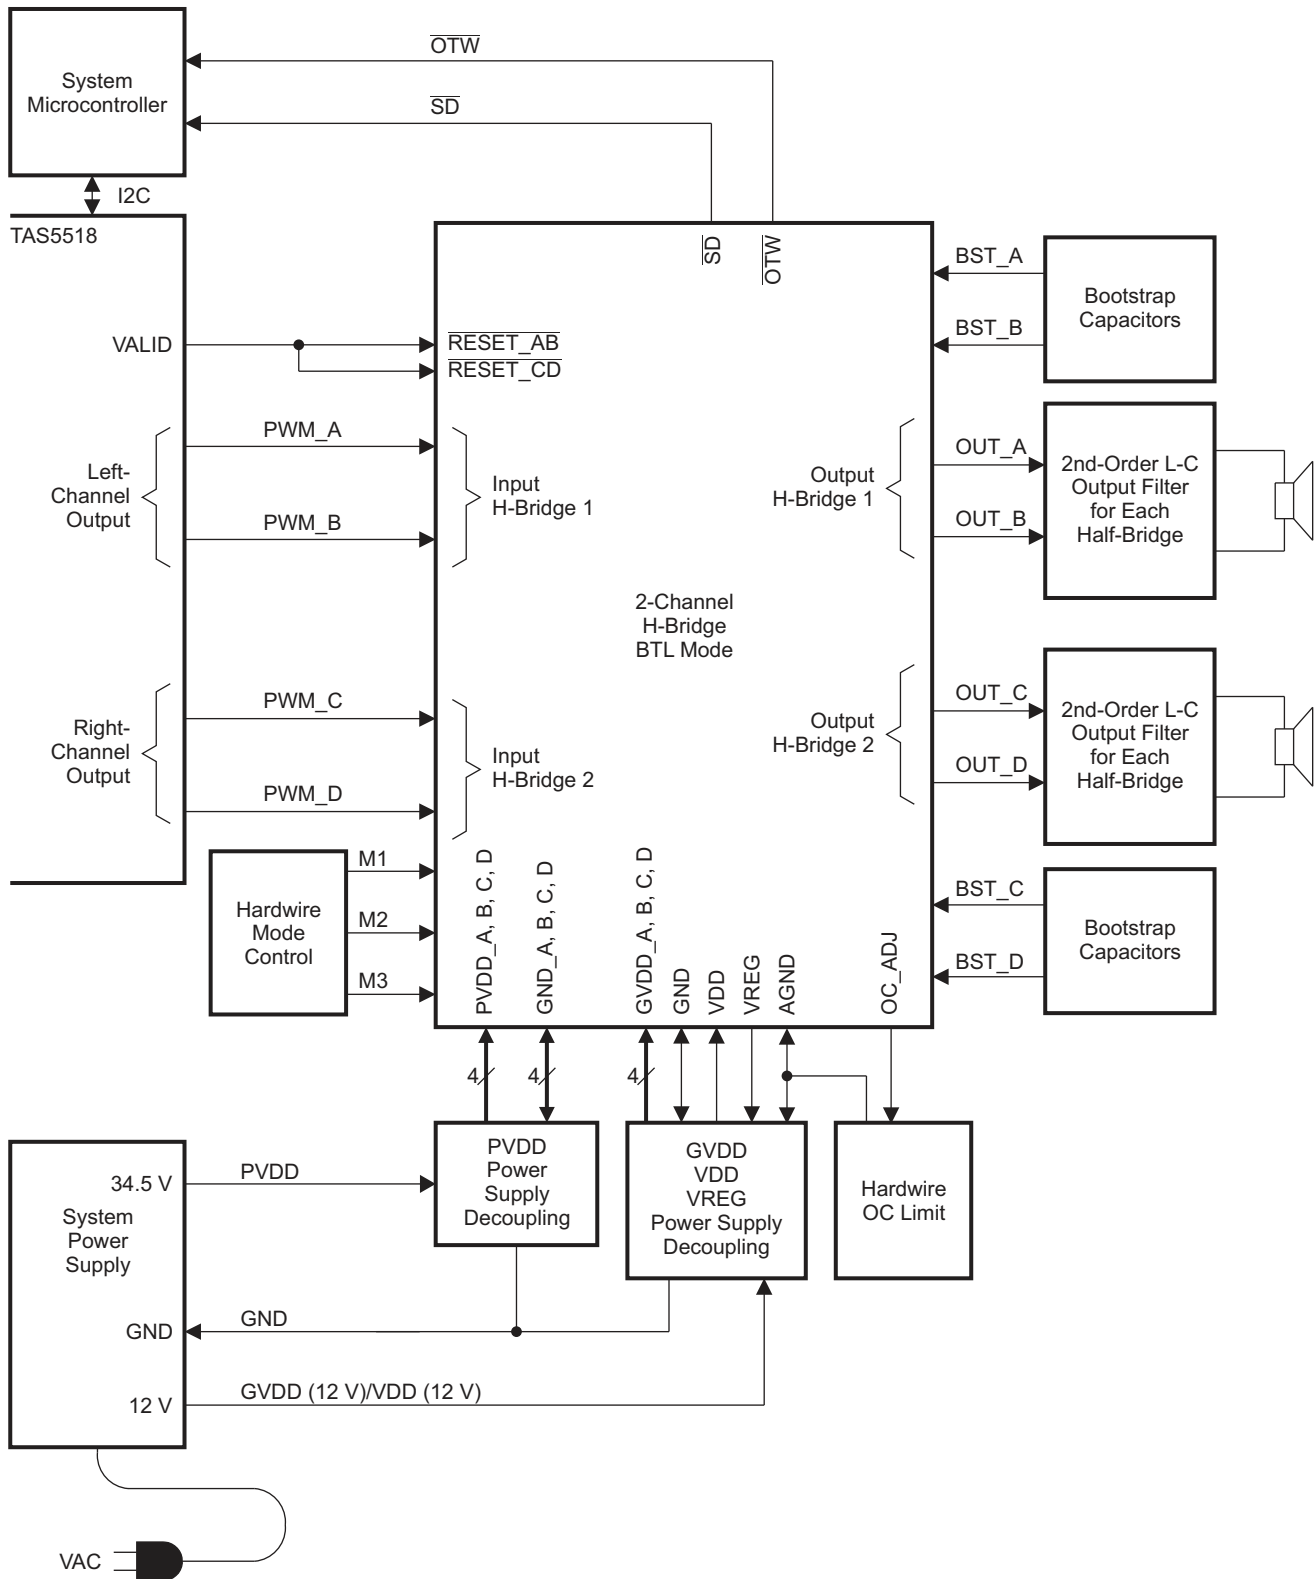 OTW
System
Microcontroller
SD
I2C
TAS5518
SD
OTW
BST_A
Bootstrap
Capacitors
BST_B
VALID
RESET_AB
RESET_CD
PWM_A
Left-
Channel
Output
Input
H-Bridge 1
PWM_B
Output
H-Bridge 1
OUT_A
OUT_B
2nd-Order L-C
Output Filter
for Each
Half-Bridge
2-Channel
H-Bridge
BTL Mode
PWM_C
Right-
Channel
Output
Input
H-Bridge 2
PWM_D
Output
H-Bridge 2
OUT_C
OUT_D
2nd-Order L-C
Output Filter
for Each
Half-Bridge
M1
Hardwire
Mode
Control
M2
M3
PVDD_A, B, C, D
GND_A, B, C, D
GVDD_A, B, C, D
GND
VDD
VREG
AGND
OC_ADJ
BST_C
Bootstrap
Capacitors
BST_D
4
4
4
PVDD
Power
Supply
Decoupling
GVDD
VDD
VREG
Power Supply
Decoupling
Hardwire
OC Limit
34.5 V
PVDD
System
Power
Supply
GND
GND
12 V
GVDD (12 V)/VDD (12 V)
VAC